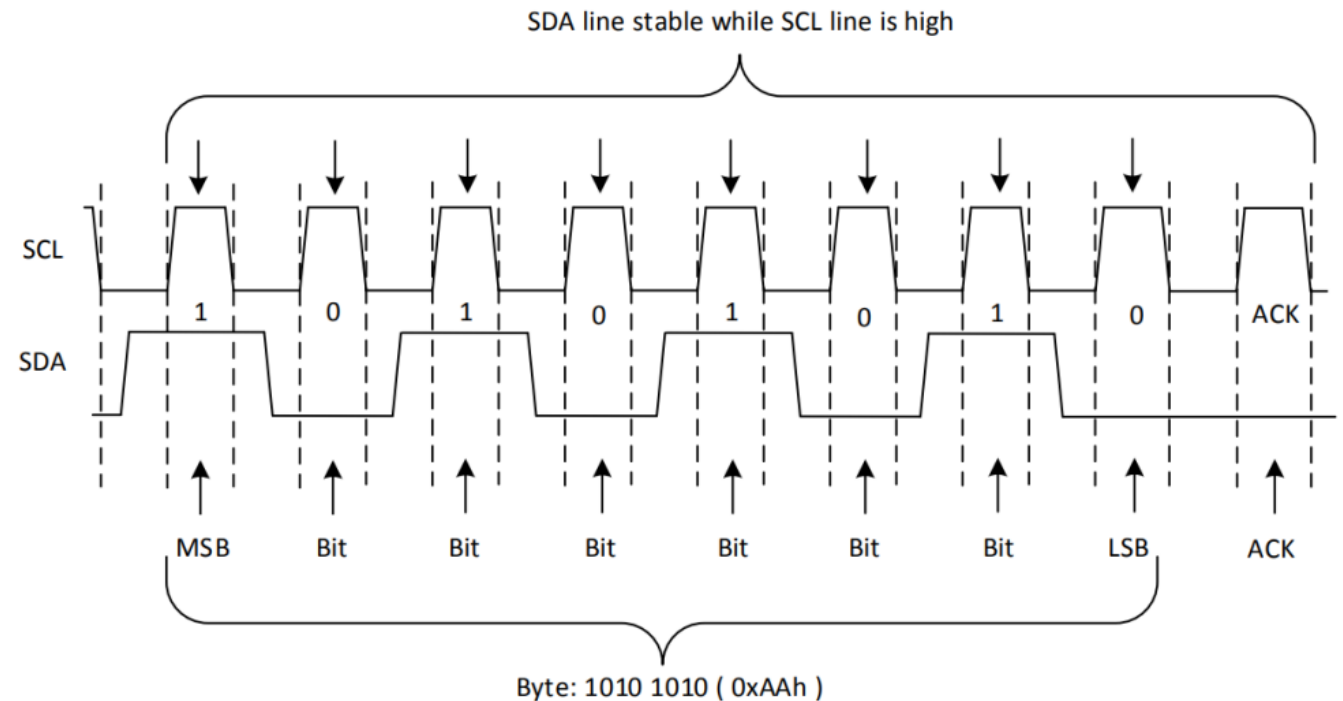 SDA line stable while SCL line is high
SCL
1 0 1 0 1 0 1 0 ACK
SDA
MSB Bit Bit Bit Bit Bit Bit LSB ACK
Byte: 1010 1010 ( 0xAAh )